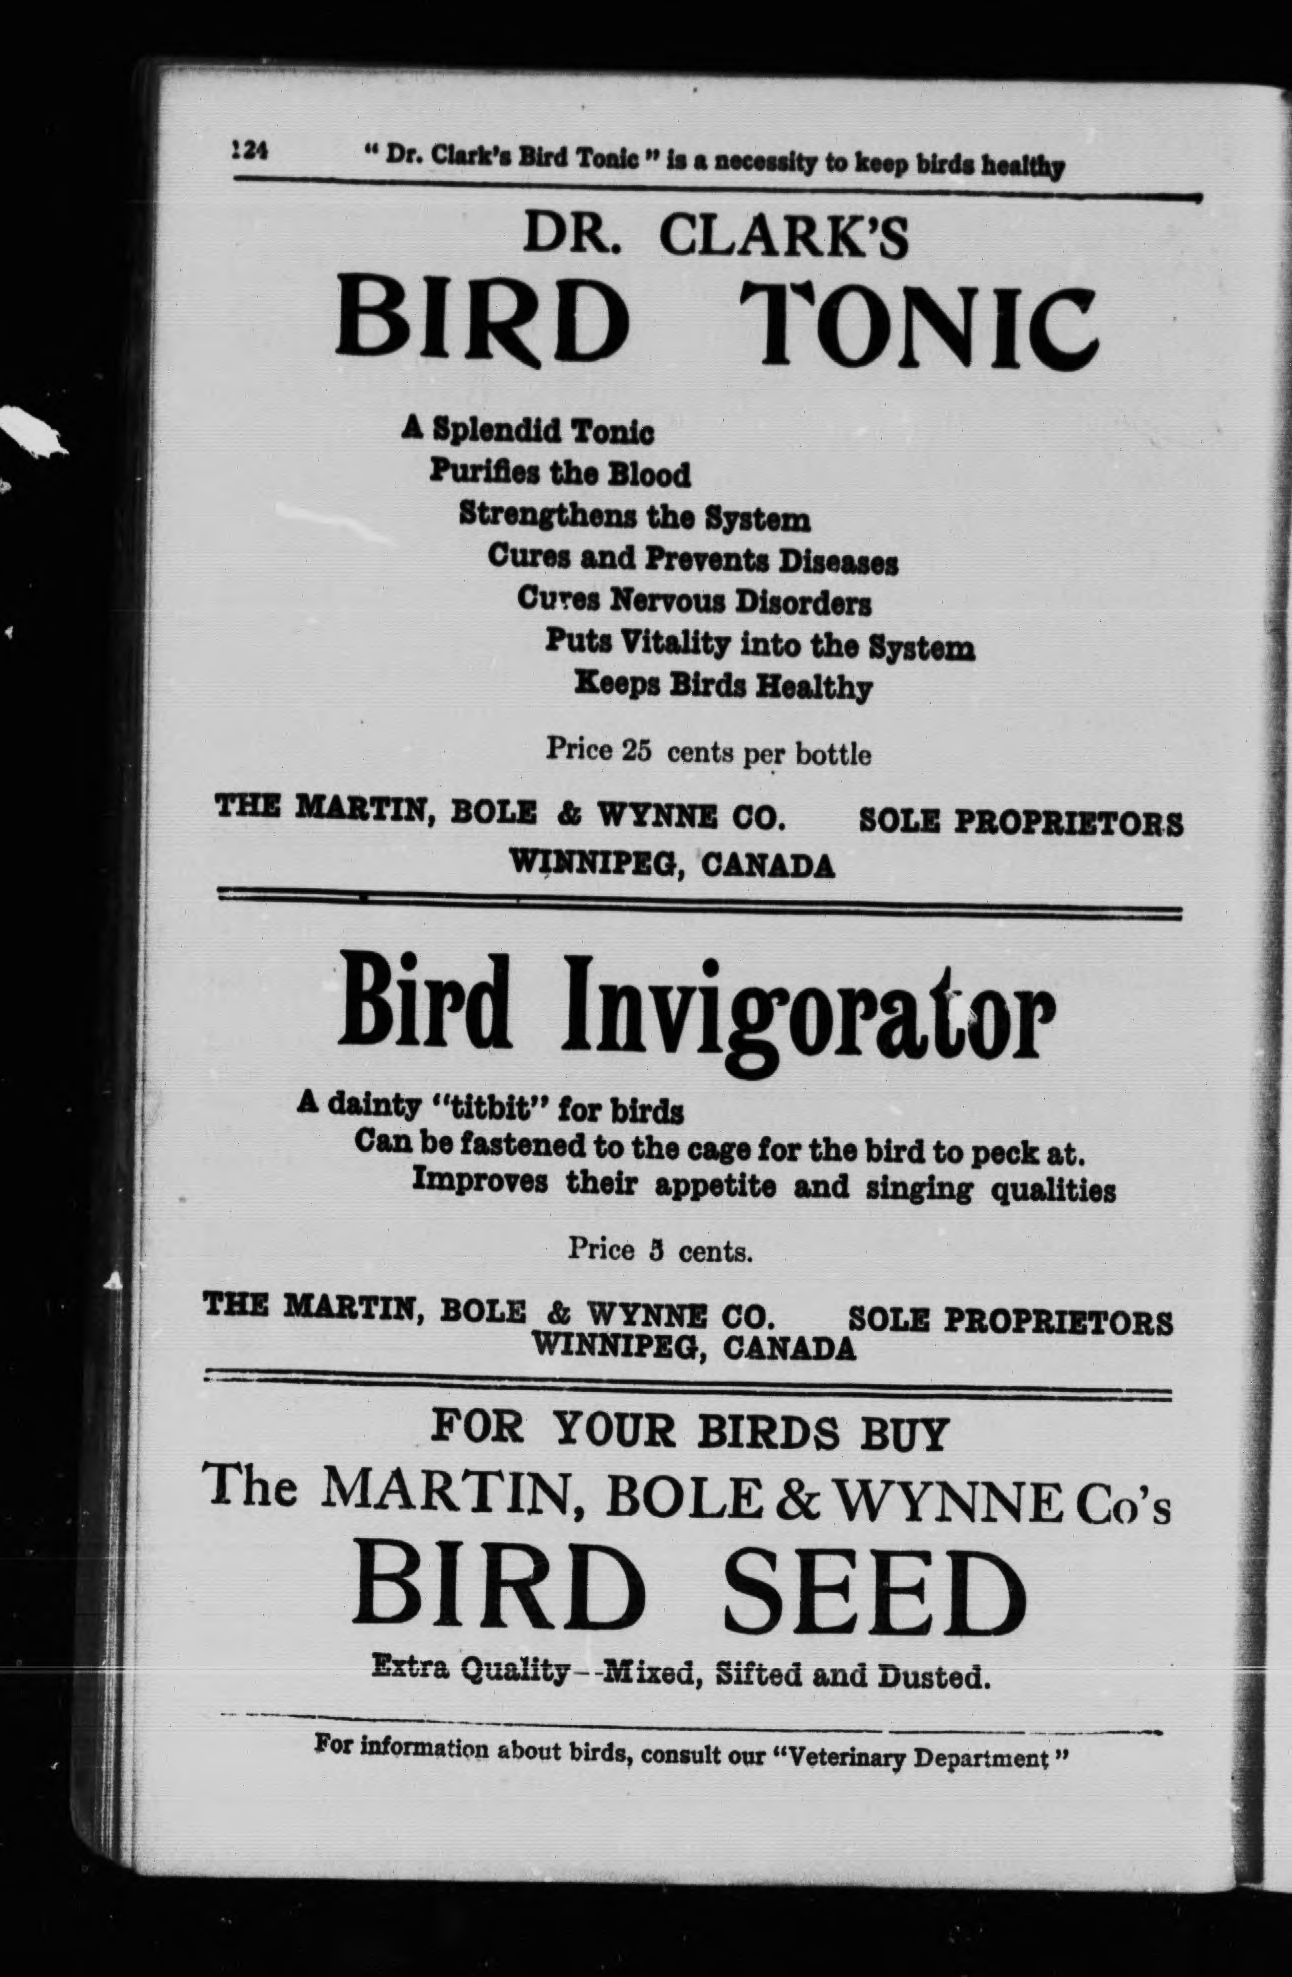 124 “ Dr. Clark's Bird Tonic ” is a necessity to keep birds healthy
DR. CLARK'S
BIRD TONIC
A Splendid Tonic
Purifies the Blood
Strengthens the System
Cures and Prevents Diseases
Cures Nervous Disorders
Puts Vitality into the System
Keeps Birds Healthy
Price 25 cents per bottle
THE MARTIN, BOLE & WYNNE CO. SOLE PROPRIETORS
WINNIPEG, CANADA
Bird Invigorator
A dainty “titbit” for birds
Can be fastened to the cage for the bird to peck at.
Improves their appetite and singing qualities
Price 5 cents.
THE MARTIN, BOLE & WYNNE CO. SOLE PROPRIETORS
WINNIPEG, CANADA
FOR YOUR BIRDS BUY
The MARTIN, BOLE & WYNNE Co's
BIRD SEED
Extra Quality--Mixed, Sifted and Dusted.
For information about birds, consult our “Veterinary Department”